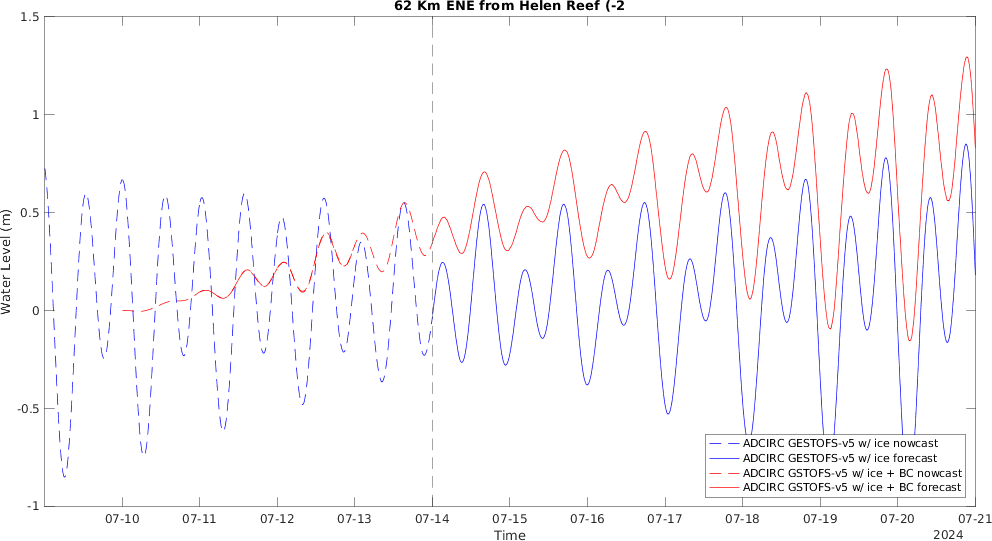 62 Km ENE from Helen Reef (-2
Water Level (m)
1.5
1
0.5
0
-0.5
-1
07-10 07-11 07-12 07-13 07-14 07-15 07-16 07-17 07-18 07-19 07-20 07-21
Time
2024
ADCIRC GESTOFS-v5 w/ ice nowcast
ADCIRC GESTOFS-v5 w/ ice forecast
ADCIRC GSTOFS-v5 w/ ice + BC nowcast
ADCIRC GSTOFS-v5 w/ ice + BC forecast